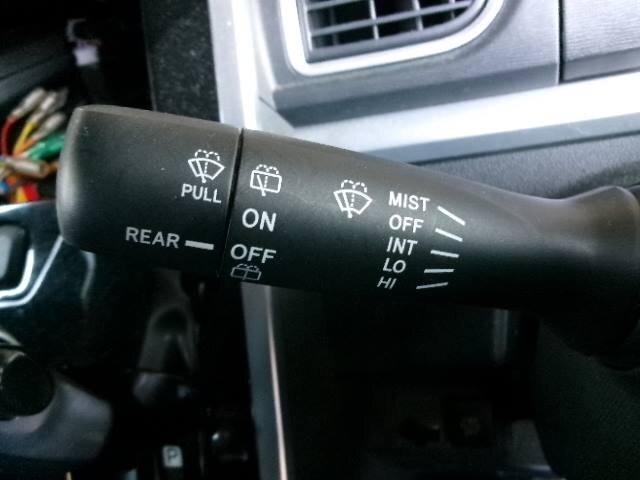 PULL
REAR
ON
OFF
MIST
OFF
INT
LO
HI
P